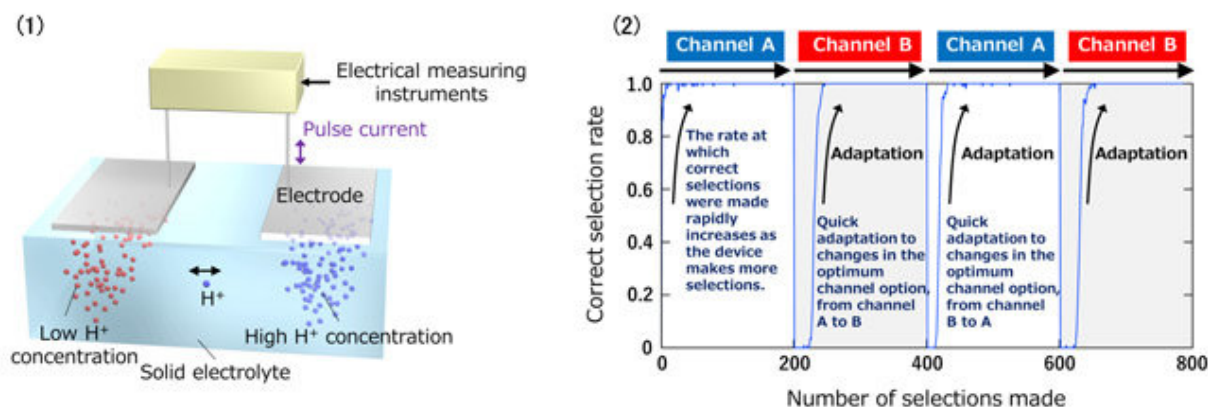 (1)
Electrical measuring
instruments
Pulse current
Electrode
H⁺
Low H⁺
concentration
High H⁺ concentration
Solid electrolyte
(2)
Channel A
Channel B
Channel A
Channel B
Correct selection rate
1.0
0.8
0.6
0.4
0.2
0
The rate at
which
correct
selections
were made
rapidly
increases as
the device
makes more
selections.
Adaptation
Quick
adaptation to
changes in the
optimum
channel option,
from channel
A to B
Adaptation
Quick
adaptation to
changes in the
optimum
channel option,
from channel
B to A
Adaptation
0
200
400
600
800
Number of selections made